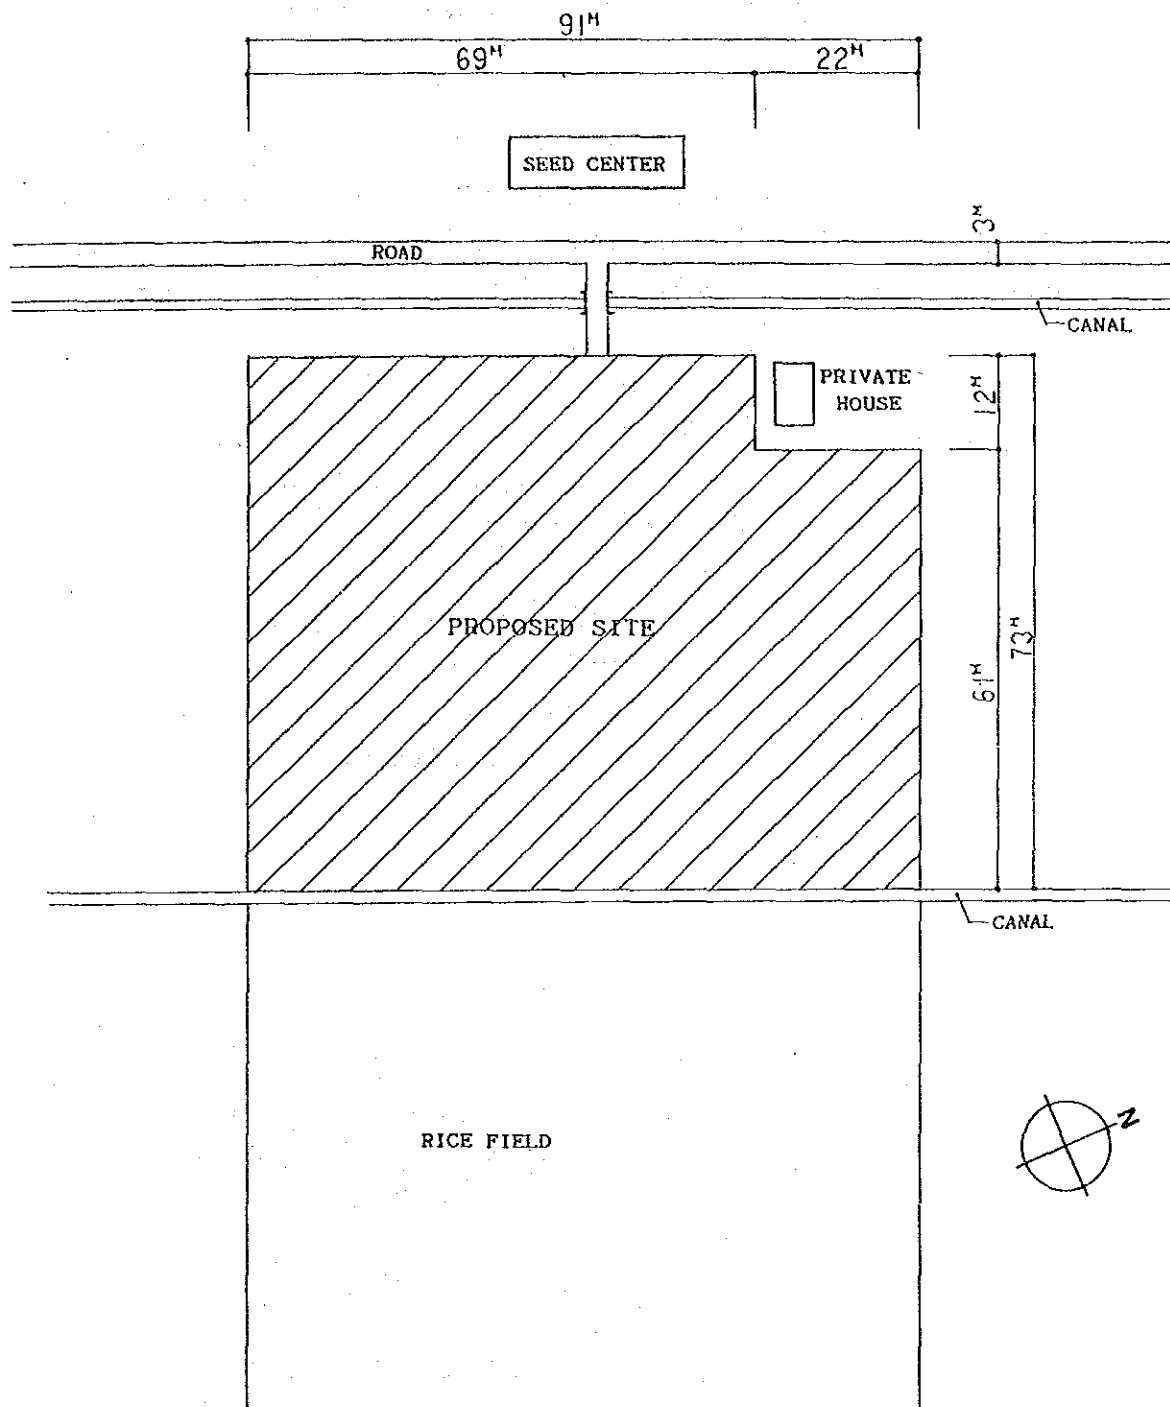 91M
69M 22M
SEED CENTER
3M
ROAD
CANAL
PRIVATE
HOUSE
12M
PROPOSED SITE
61M
73M
CANAL
RICE FIELD
N